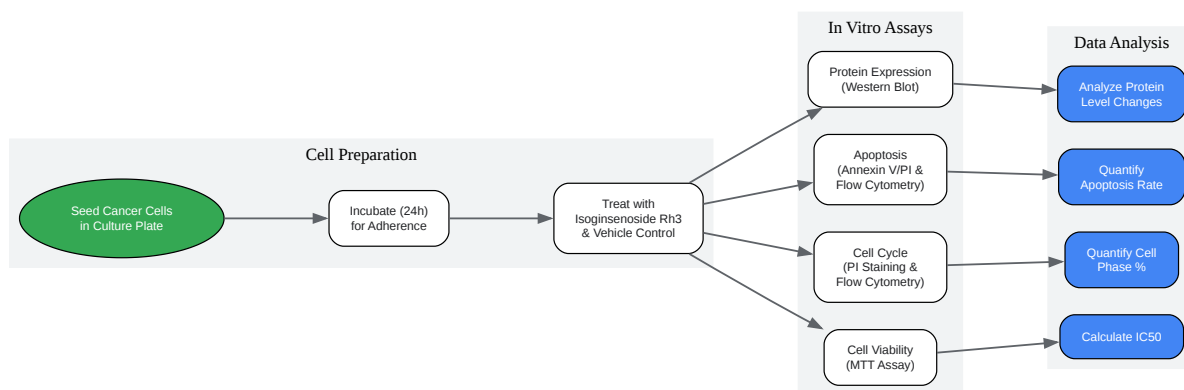 Cell Preparation
Seed Cancer Cells
in Culture Plate
Incubate (24h)
for Adherence
Treat with
Isoginsenoside Rh3
& Vehicle Control
In Vitro Assays
Protein Expression
(Western Blot)
Apoptosis
(Annexin V/PI &
Flow Cytometry)
Cell Cycle
(PI Staining &
Flow Cytometry)
Cell Viability
(MTT Assay)
Data Analysis
Analyze Protein
Level Changes
Quantify
Apoptosis Rate
Quantify Cell
Phase %
Calculate IC50